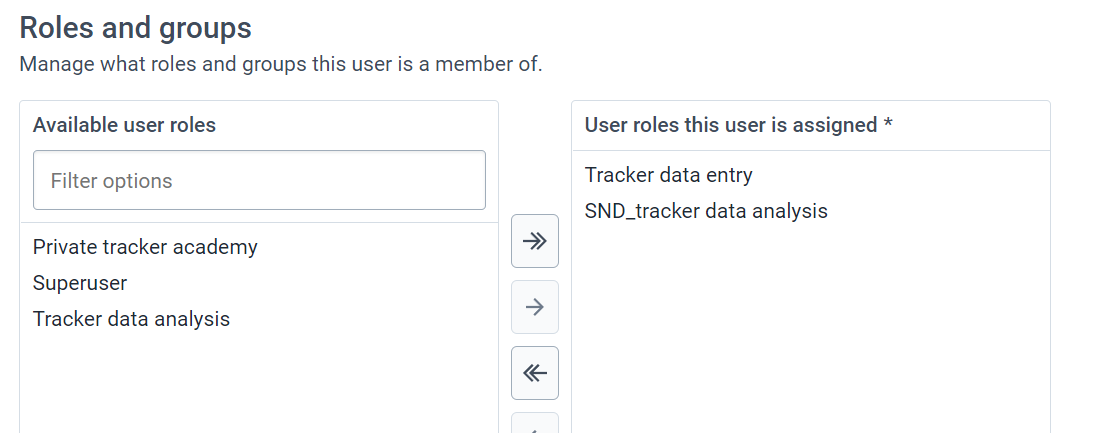 Roles and groups
Manage what roles and groups this user is a member of.
Available user roles
Filter options
Private tracker academy
Superuser
Tracker data analysis
User roles this user is assigned *
Tracker data entry
SND_tracker data analysis